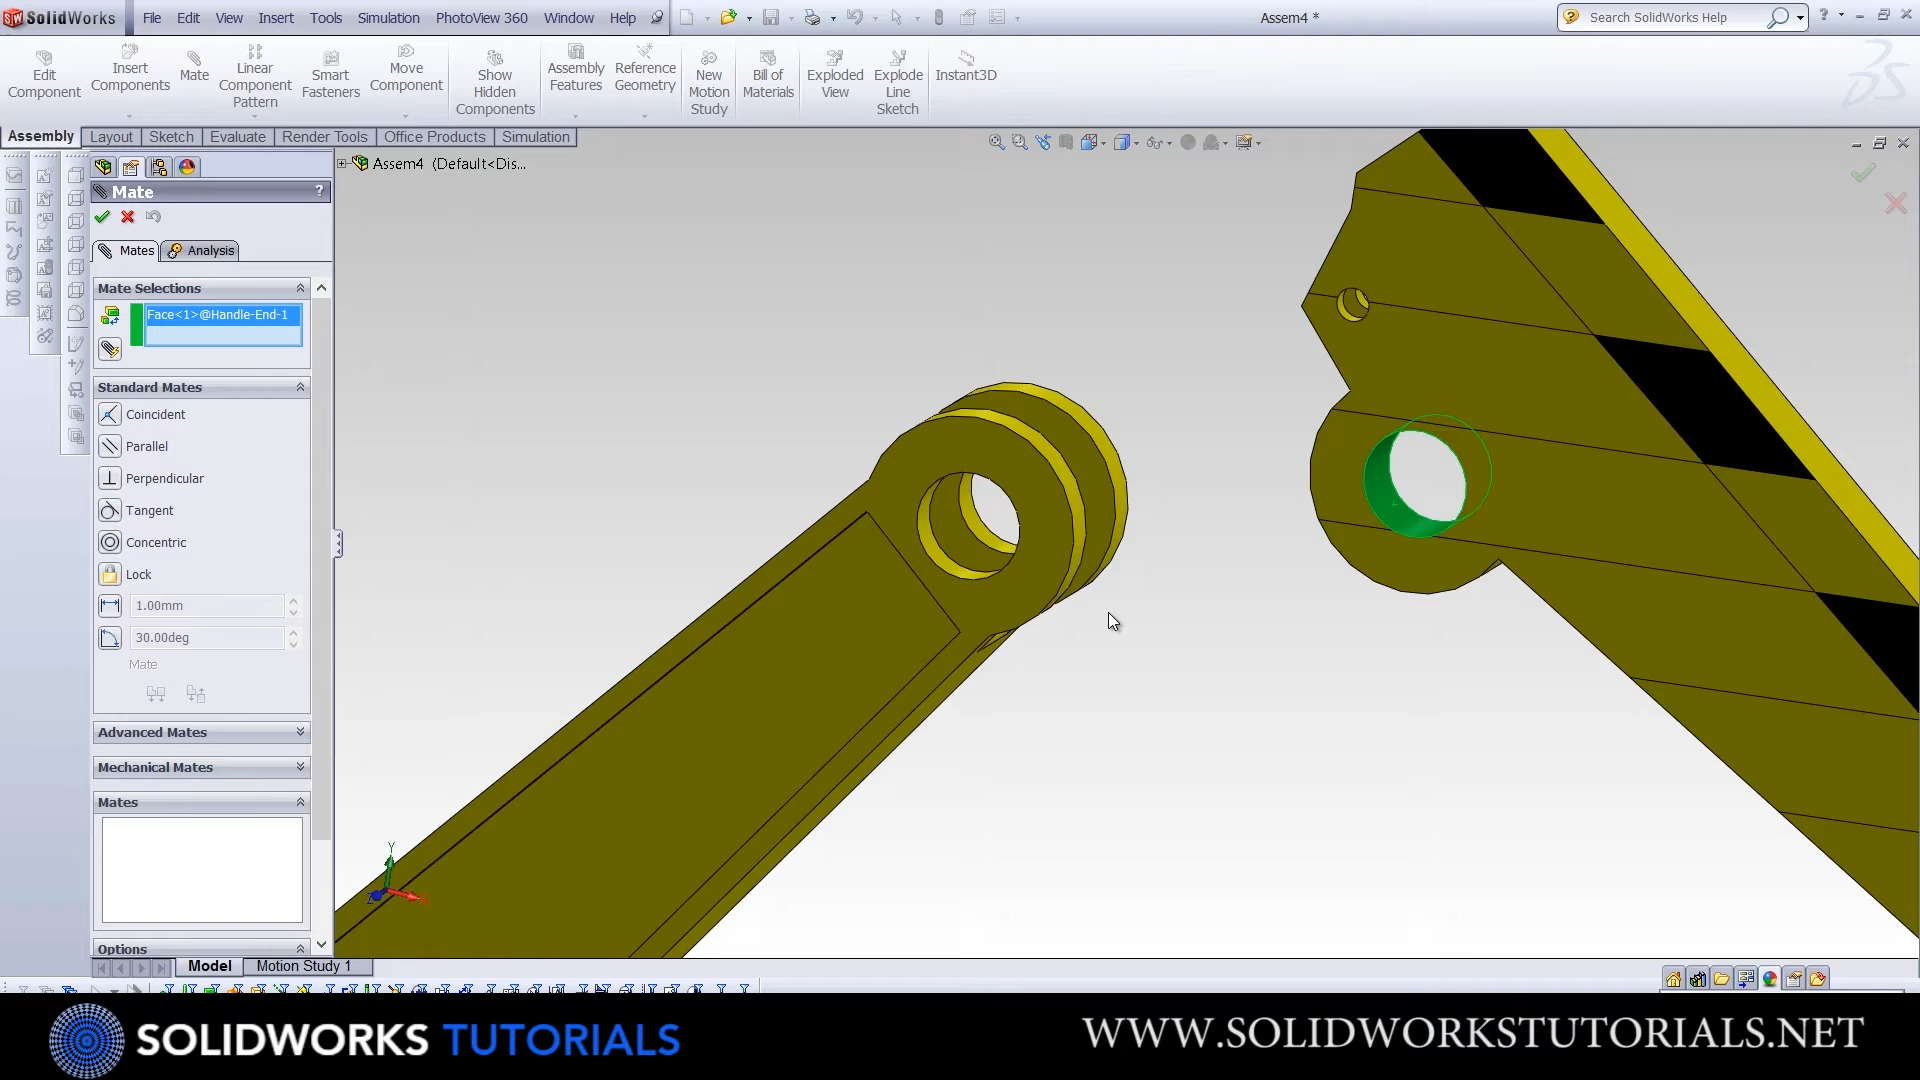 SolidWorks
File Edit View Insert Tools Simulation PhotoView 360 Window Help
Assem4 *
Search SolidWorks Help
Edit Component
Insert Components
Mate
Linear Component Pattern
Smart Fasteners
Move Component
Show Hidden Components
Assembly Features
Reference Geometry
New Motion Study
Bill of Materials
Exploded View
Explode Line Sketch
Instant3D
Assembly Layout Sketch Evaluate Render Tools Office Products Simulation
Assem4 (Default<Dis...
Mate ?
Mates Analysis
Mate Selections
Face<1>@Handle-End-1
Standard Mates
Coincident
Parallel
Perpendicular
Tangent
Concentric
Lock
1.00mm
30.00deg
Mate
Advanced Mates
Mechanical Mates
Mates
Options
Y
Model Motion Study 1
SOLIDWORKS TUTORIALS
WWW.SOLIDWORKSTUTORIALS.NET